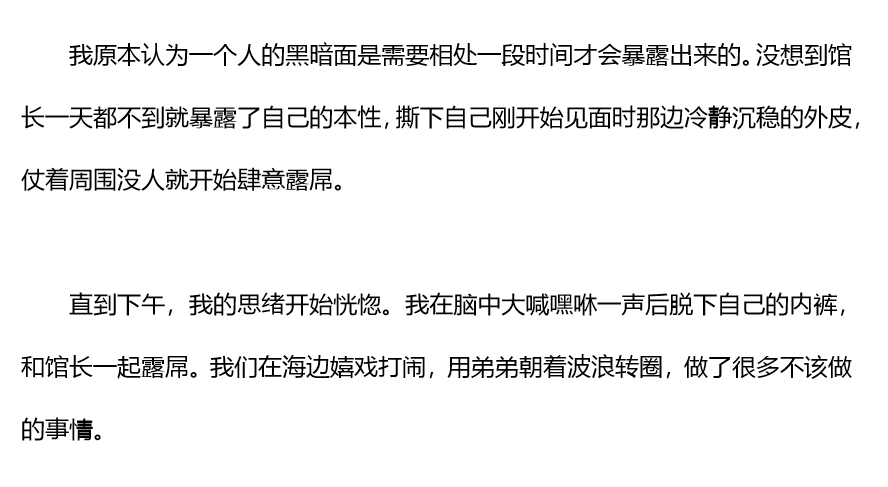 我原本认为一个人的黑暗面是需要相处一段时间才会暴露出来的。没想到馆
长一天都不到就暴露了自己的本性，撕下自己刚开始见面时那边冷静沉稳的外皮，
仗着周围没人就开始肆意露屌。
直到下午，我的思绪开始恍惚。我在脑中大喊嘿咻一声后脱下自己的内裤，
和馆长一起露屌。我们在海边嬉戏打闹，用弟弟朝着波浪转圈，做了很多不该做
的事情。